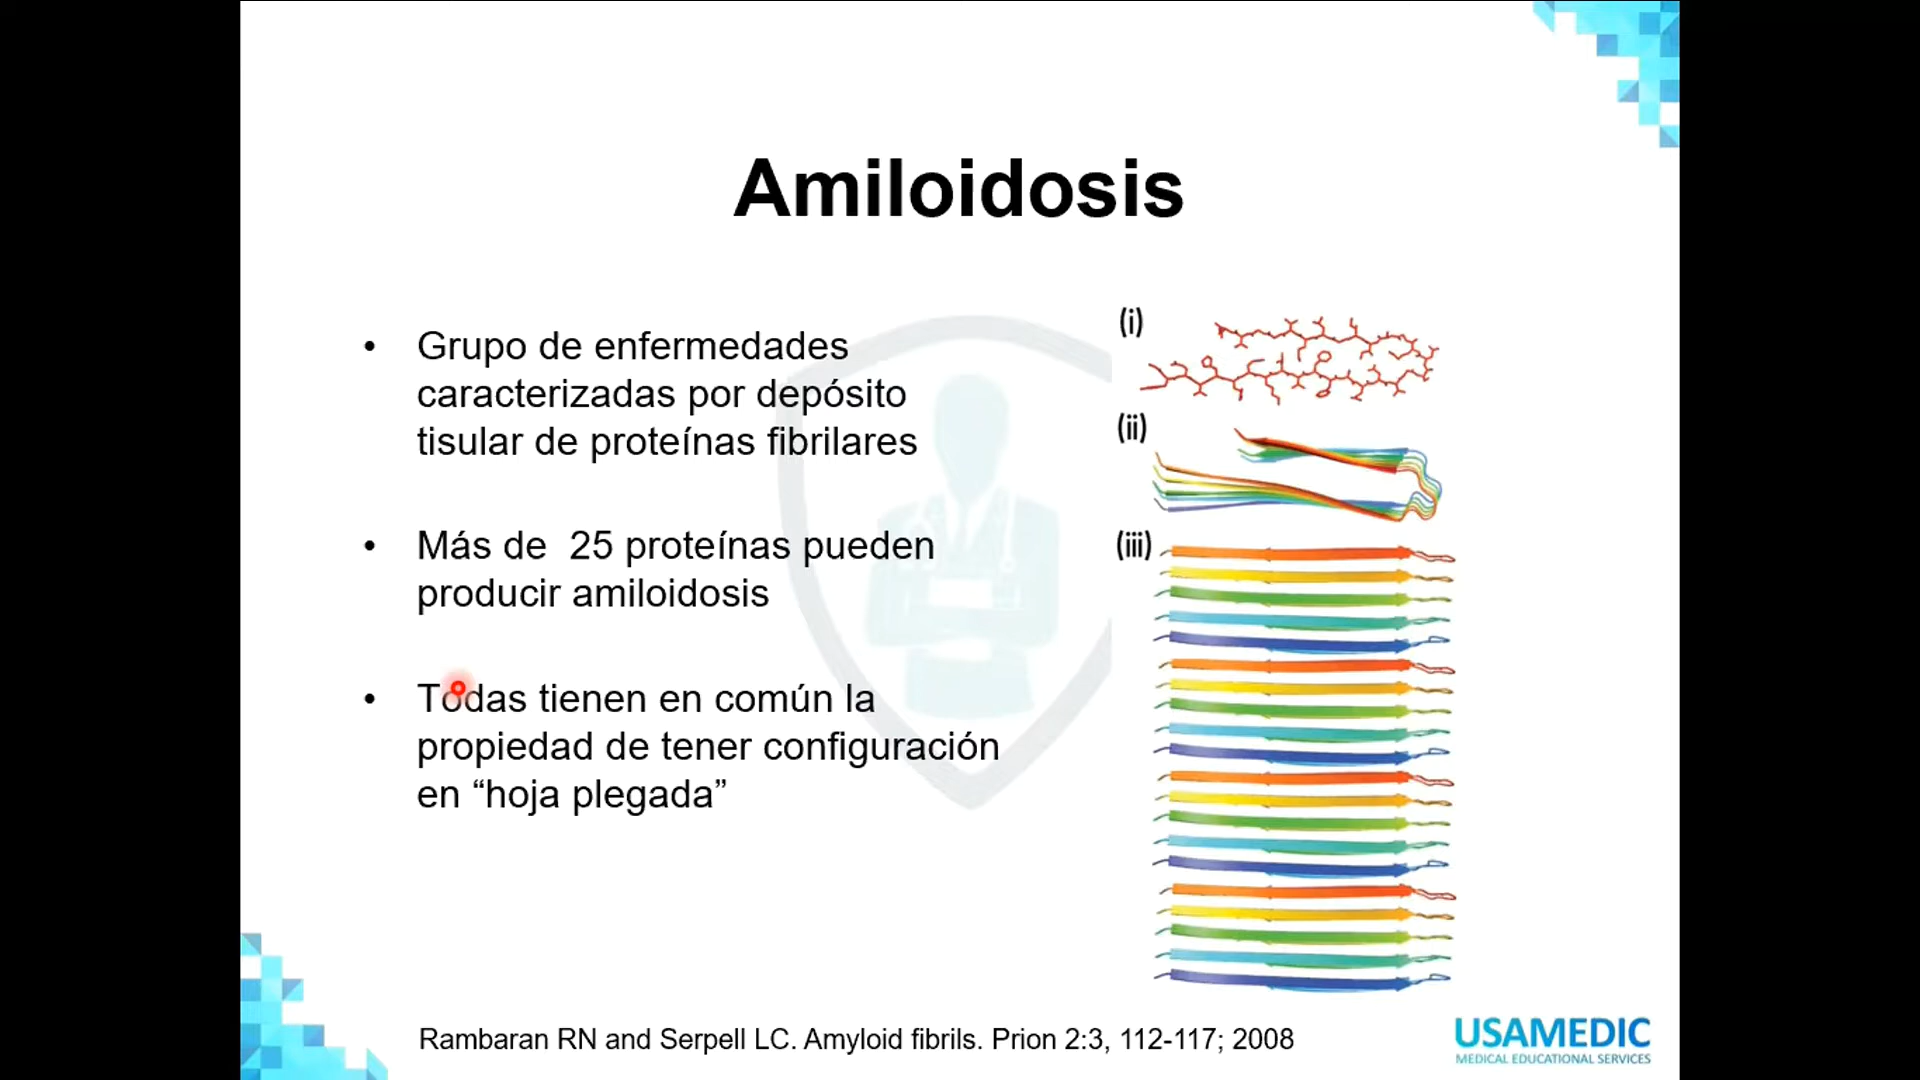 Amiloidosis
• Grupo de enfermedades
caracterizadas por depósito
tisular de proteínas fibrilares
• Más de  25 proteínas pueden
producir amiloidosis
• Todas tienen en común la
propiedad de tener configuración
en “hoja plegada”
(i)
(ii)
(iii)
Rambaran RN and Serpell LC. Amyloid fibrils. Prion 2:3, 112-117; 2008
USAMEDIC
MEDICAL EDUCATIONAL SERVICES